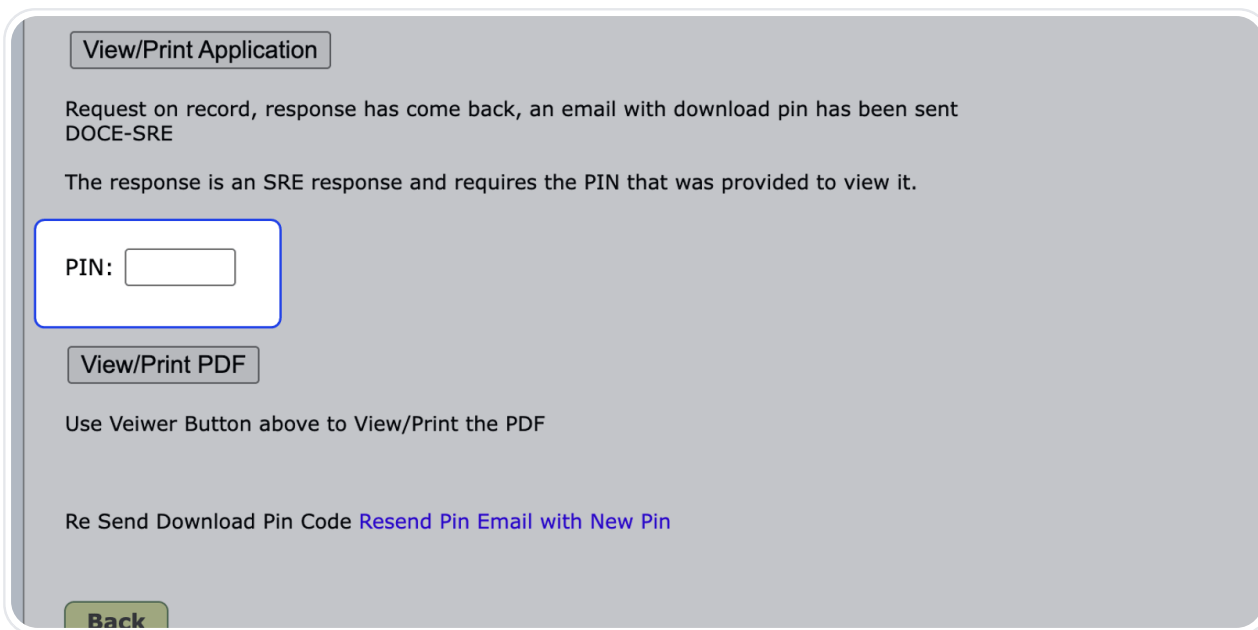 View/Print Application
Request on record, response has come back, an email with download pin has been sent
DOCE-SRE
The response is an SRE response and requires the PIN that was provided to view it.
PIN:
View/Print PDF
Use Veiwer Button above to View/Print the PDF
Re Send Download Pin Code Resend Pin Email with New Pin
Back